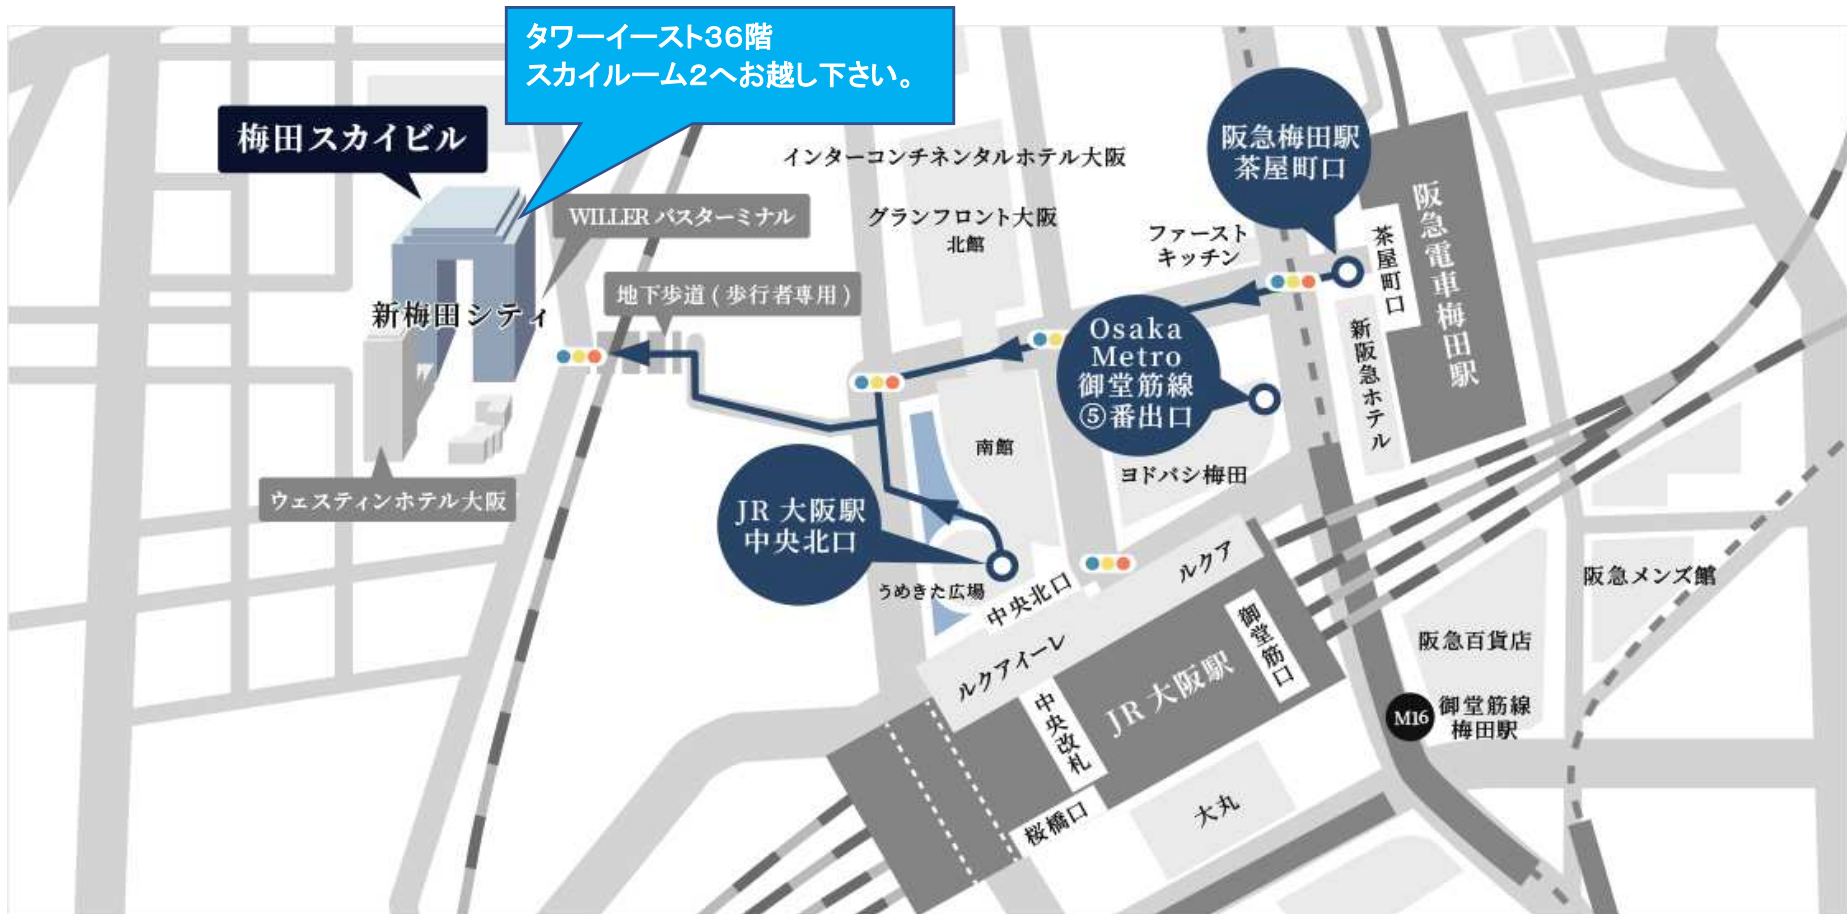 タワーイースト36階
スカイルーム2へお越し下さい。
梅田スカイビル
インターコンチネンタルホテル大阪
阪急梅田駅
茶屋町口
WILLER バスターミナル
グランフロント大阪
北館
ファースト
キッチン
茶屋町口
阪急電車梅田駅
地下歩道 ( 歩行者専用 )
新梅田シティ
Osaka
Metro
御堂筋線
⑤番出口
新阪急ホテル
南館
ヨドバシ梅田
ウェスティンホテル大阪
JR 大阪駅
中央北口
うめきた広場
中央北口
ルクア
阪急メンズ館
ルクアイーレ
御堂筋口
阪急百貨店
JR 大阪駅
中央改札
M16
御堂筋線
梅田駅
桜橋口
大丸